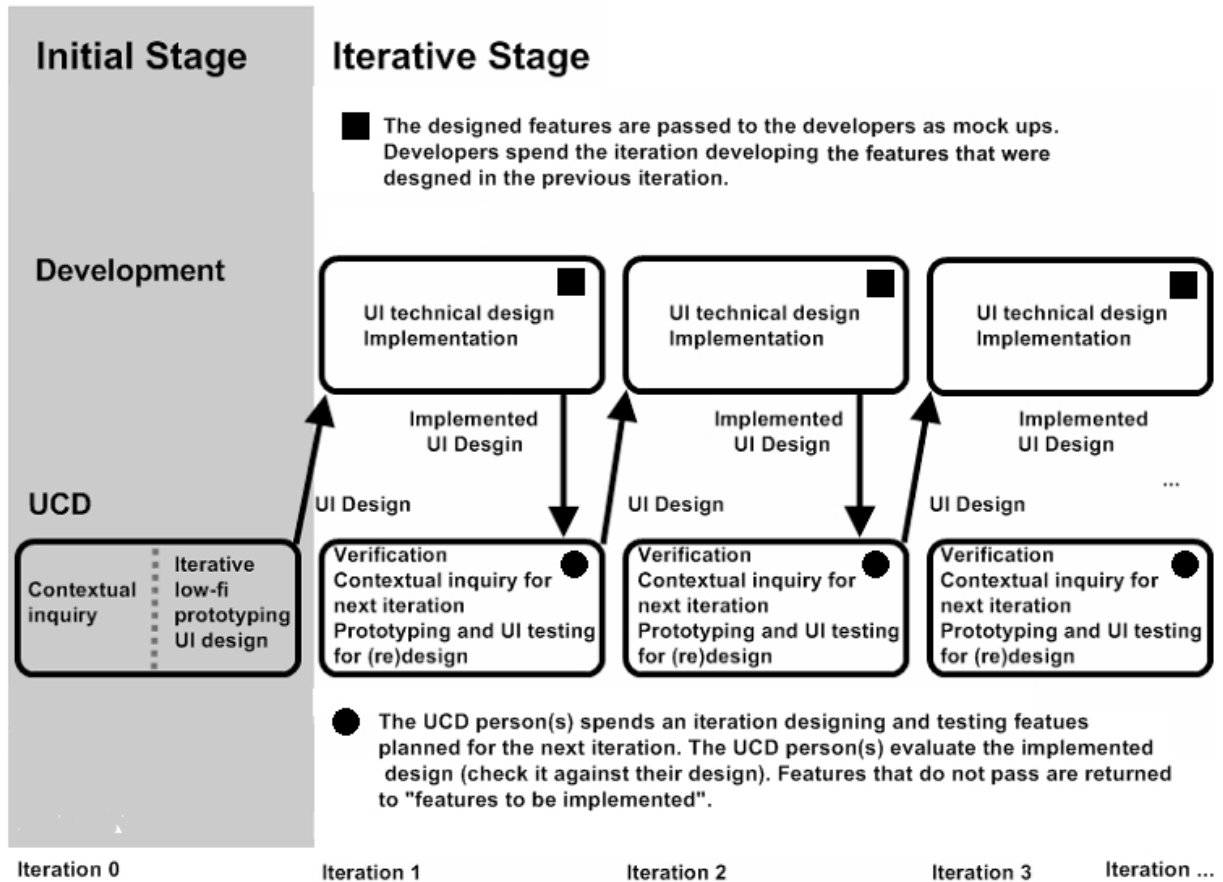 Initial Stage
Iterative Stage
The designed features are passed to the developers as mock ups.
Developers spend the iteration developing the features that were
desgned in the previous iteration.
Development
UI technical design
Implementation
UI technical design
Implementation
UI technical design
Implementation
Implemented
UI Desgin
Implemented
UI Design
Implemented
UI Design
...
UCD
UI Design
UI Design
UI Design
Contextual
inquiry
Iterative
low-fi
prototyping
UI design
Verification
Contextual inquiry for
next iteration
Prototyping and UI testing
for (re)design
Verification
Contextual inquiry for
next iteration
Prototyping and UI testing
for (re)design
Verification
Contextual inquiry for
next iteration
Prototyping and UI testing
for (re)design
The UCD person(s) spends an iteration designing and testing featues
planned for the next iteration. The UCD person(s) evaluate the implemented
design (check it against their design). Features that do not pass are returned
to "features to be implemented".
Iteration 0
Iteration 1
Iteration 2
Iteration 3
Iteration ...